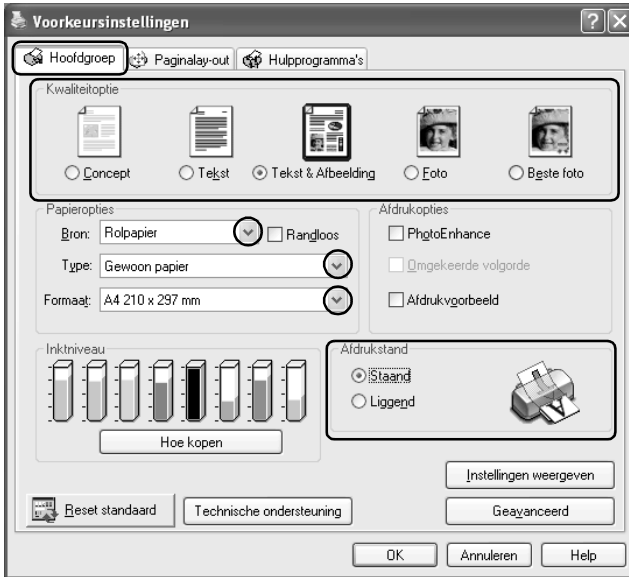 Voorkeursinstellingen
Hoofdgroep Paginalay-out Hulpprogramma's
Kwaliteitoptie
Concept Tekst Tekst & Afbeelding Foto Beste foto
Papieropties Afdrukopties
Bron: Rolpapier Randloos PhotoEnhance
Type: Gewoon papier Omgekeerde volgorde
Formaat: A4 210 x 297 mm Afdrukvoorbeeld
Inktniveau Afdrukstand
Staand
Liggend
Hoe kopen
Instellingen weergeven
Reset standaard Technische ondersteuning Geavanceerd
OK Annuleren Help